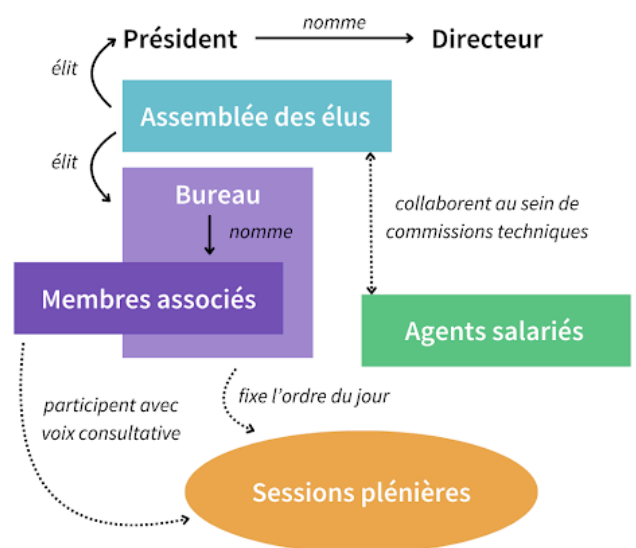 nomme
Président
Directeur
élit
Assemblée des élus
élit
Bureau
nomme
collaborent au sein de
commissions techniques
Membres associés
Agents salariés
participent avec
voix consultative
fixe l’ordre du jour
Sessions plénières